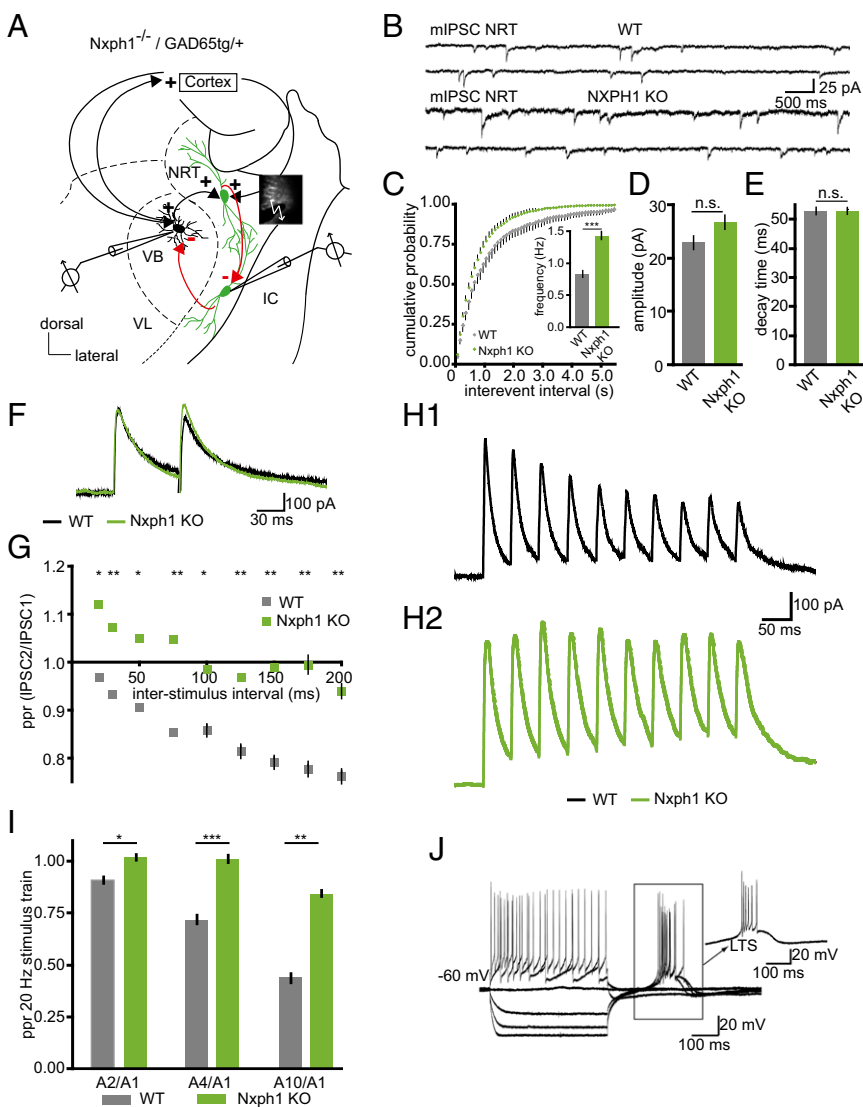 A
Nxph1-/- / GAD65tg/+
+ Cortex
NRT
+ +
+
-
VB
-
IC
VL
dorsal
lateral
B
mIPSC NRT WT
25 pA
500 ms
mIPSC NRT NXPH1 KO
C
cumulative probability
1.00
0.75
0.50
0.25
0.00
0 1.0 2.0 3.0 4.0 5.0
interevent interval (s)
WT
Nxph1 KO
frequency (Hz)
1.5
1.0
0.5
0.0
***
WT
Nxph1 KO
D
n.s.
amplitude (pA)
30
20
10
0
WT
Nxph1 KO
E
n.s.
decay time (ms)
50
40
30
20
10
0
WT
Nxph1 KO
F
100 pA
30 ms
WT Nxph1 KO
G
ppr (IPSC2/IPSC1)
1.2
1.1
1.0
0.9
0.8
* ** * ** * ** ** ** **
WT
Nxph1 KO
50 100 150 200
inter-stimulus interval (ms)
H1
100 pA
50 ms
H2
WT Nxph1 KO
I
ppr 20 Hz stimulus train
1.00
0.75
0.50
0.25
0.00
* *** **
A2/A1 A4/A1 A10/A1
WT Nxph1 KO
J
-60 mV
LTS
20 mV
100 ms
20 mV
100 ms